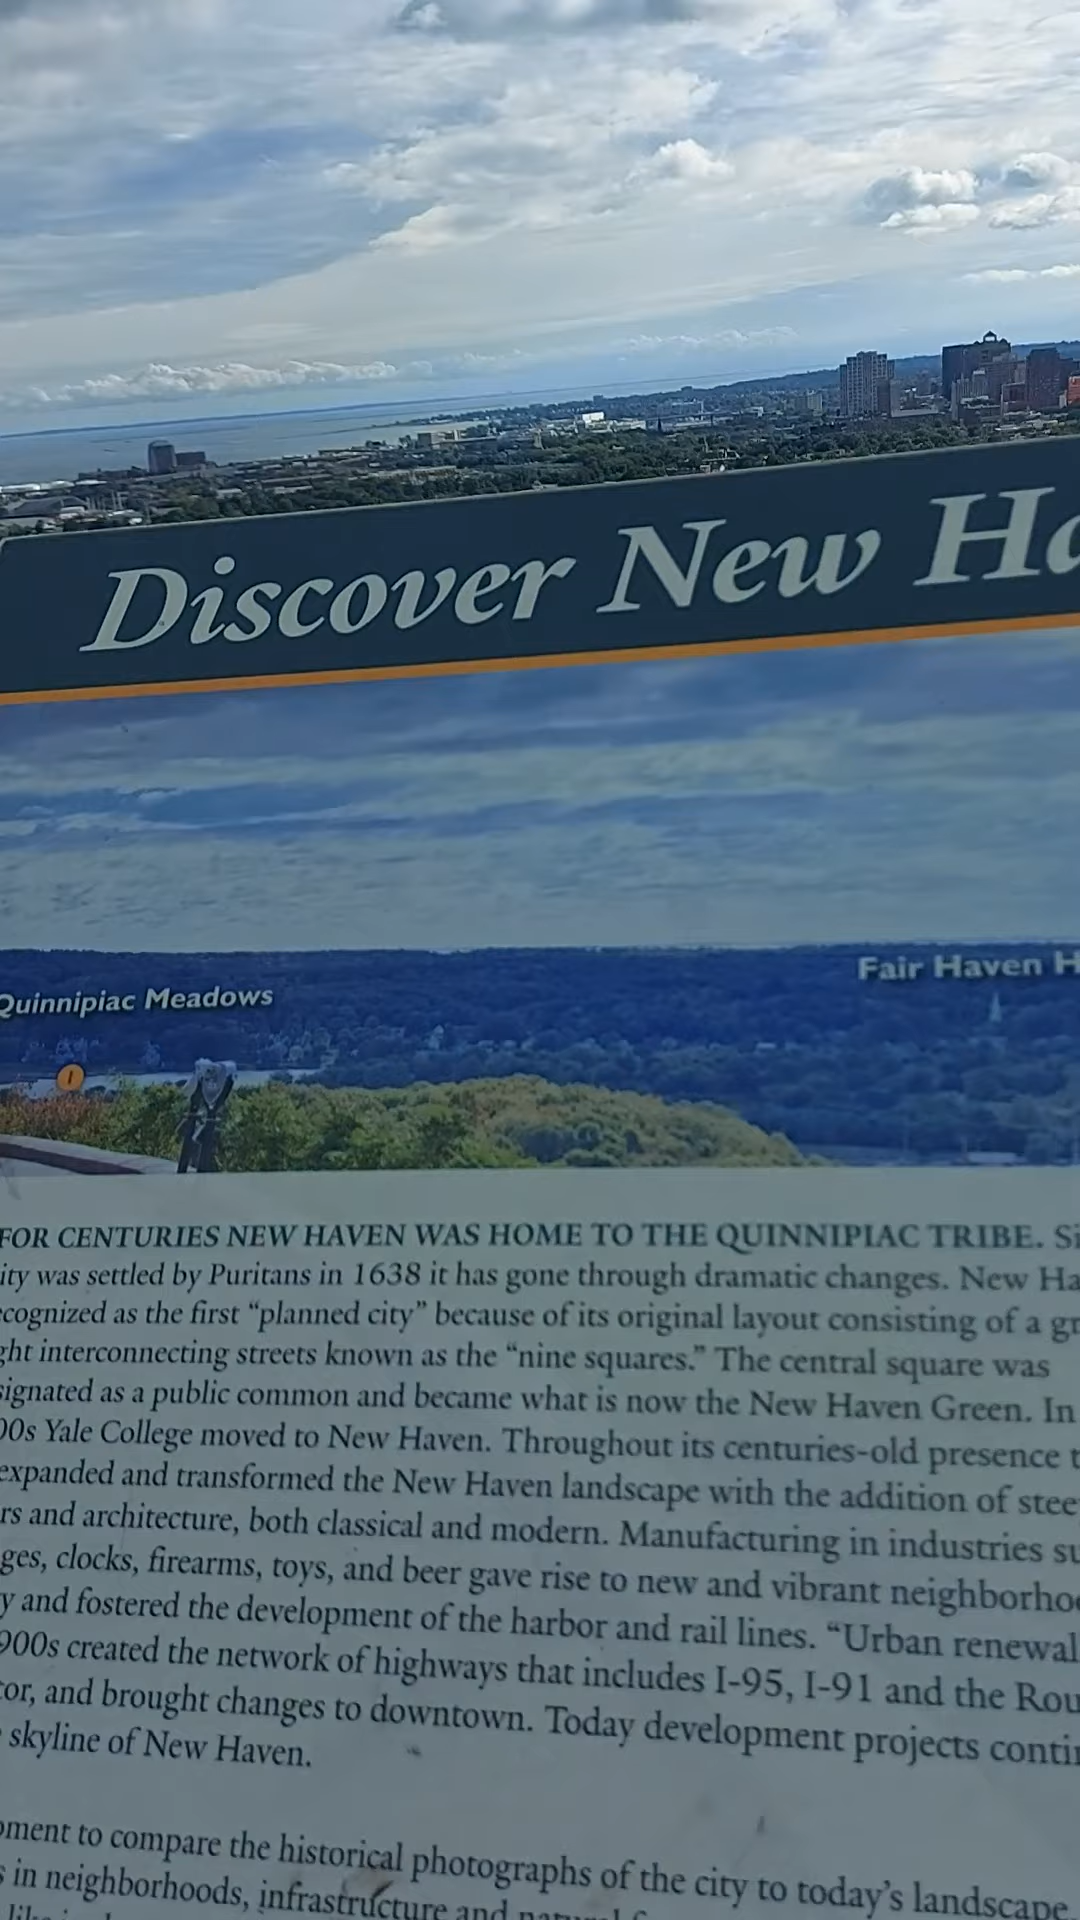 Discover New Ha
Quinnipiac Meadows
Fair Haven H
1
FOR CENTURIES NEW HAVEN WAS HOME TO THE QUINNIPIAC TRIBE. Si
ity was settled by Puritans in 1638 it has gone through dramatic changes. New Ha
cognized as the first “planned city” because of its original layout consisting of a gr
ght interconnecting streets known as the “nine squares.” The central square was
signated as a public common and became what is now the New Haven Green. In
00s Yale College moved to New Haven. Throughout its centuries-old presence t
expanded and transformed the New Haven landscape with the addition of stee
rs and architecture, both classical and modern. Manufacturing in industries su
ges, clocks, firearms, toys, and beer gave rise to new and vibrant neighborho
y and fostered the development of the harbor and rail lines. “Urban renewal
900s created the network of highways that includes I-95, I-91 and the Rou
tor, and brought changes to downtown. Today development projects contin
skyline of New Haven.
oment to compare the historical photographs of the city to today’s landscape.
s in neighborhoods, infrastructure and natural